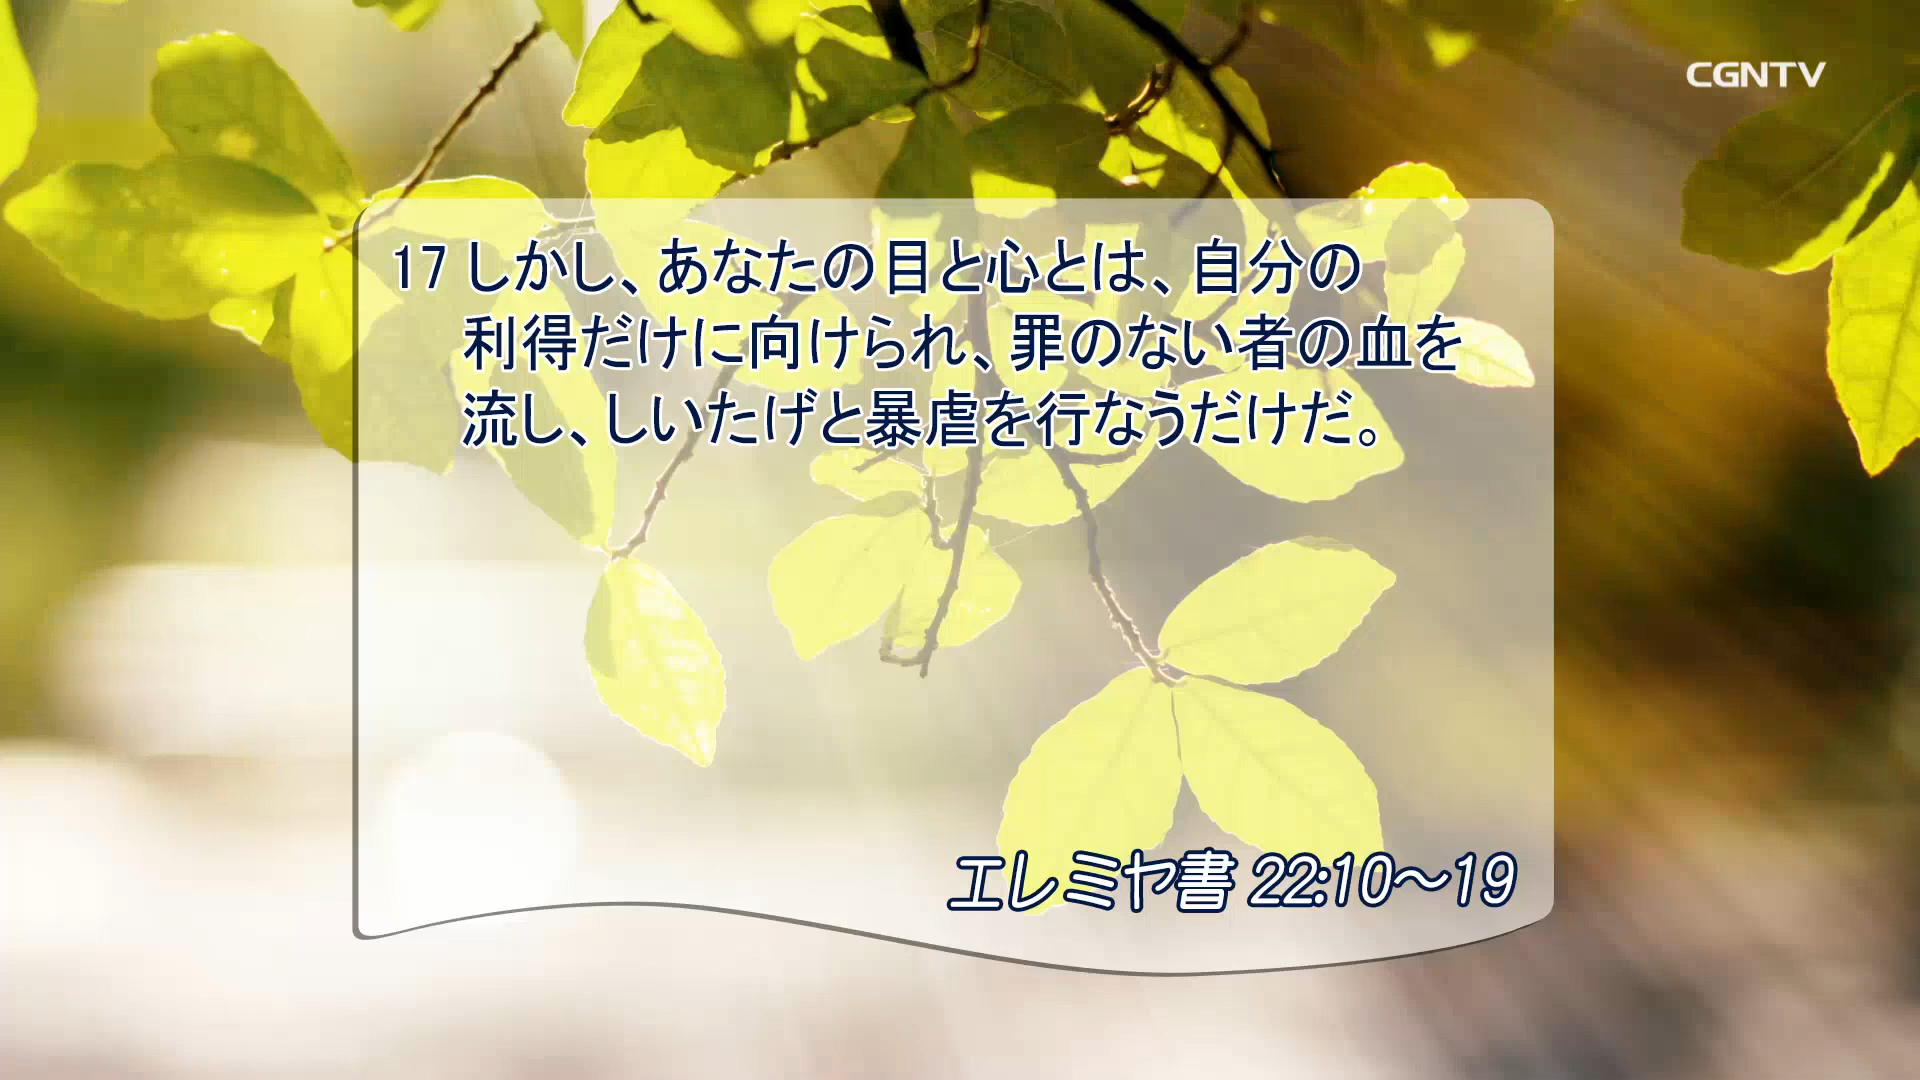 CGNTV
17 しかし、あなたの目と心とは、自分の
利得だけに向けられ、罪のない者の血を
流し、しいたげと暴虐を行なうだけだ。
エレミヤ書 22:10～19